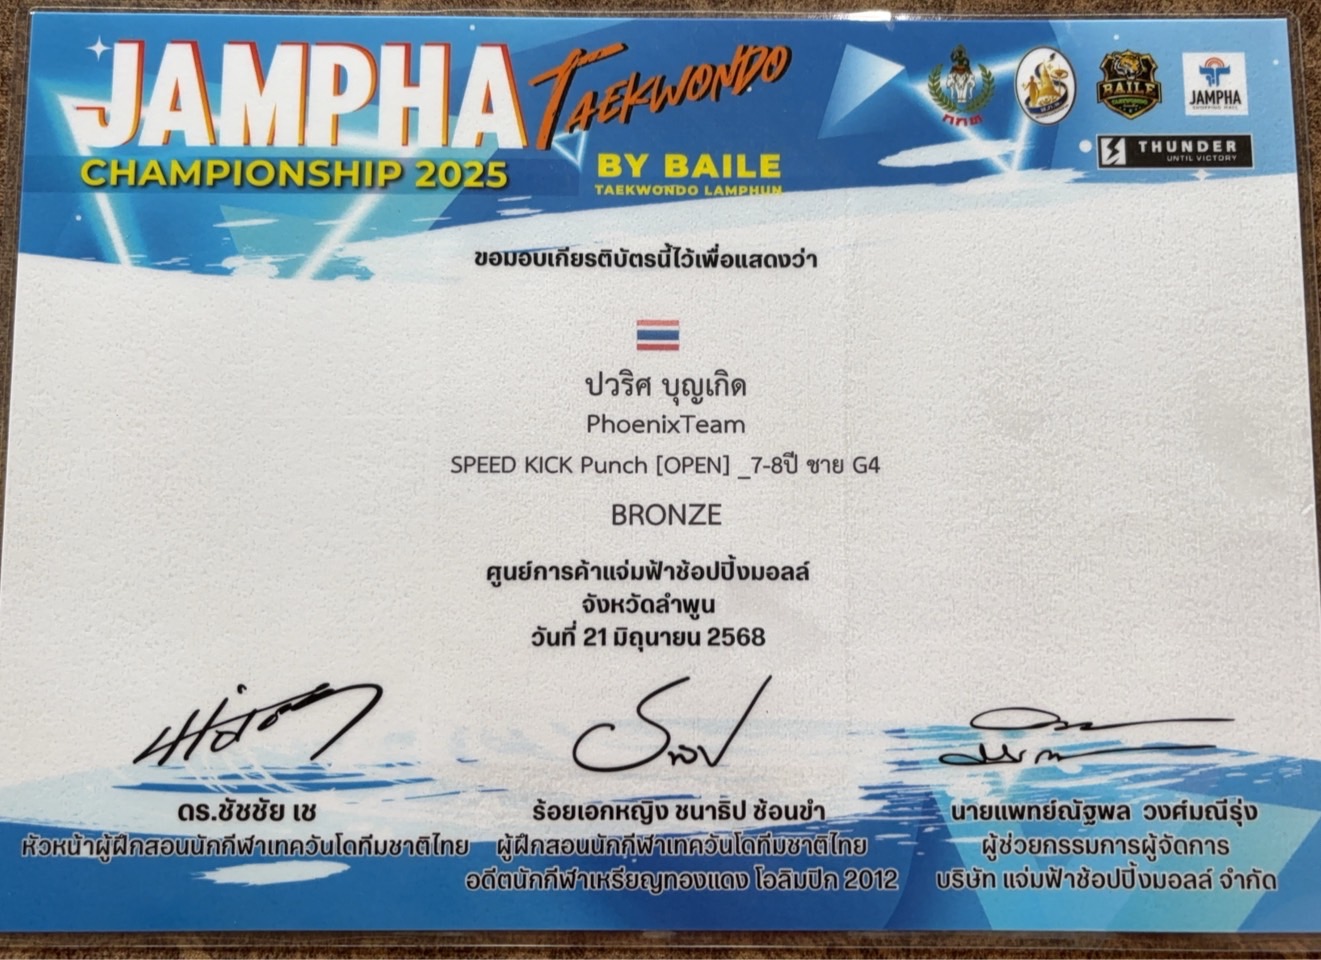 JAMPHA TAEKWONDO
CHAMPIONSHIP 2025
BY BAILE
TAEKWONDO LAMPHUN
กกท
BAILE
JAMPHA
THUNDER
UNTIL VICTORY
ขอมอบเกียรติบัตรนี้ไว้เพื่อแสดงว่า
ปวริศ บุญเกิด
PhoenixTeam
SPEED KICK Punch [OPEN] _7-8ปี ชาย G4
BRONZE
ศูนย์การค้าแจ่มฟ้าช้อปปิ้งมอลล์
จังหวัดลำพูน
วันที่ 21 มิถุนายน 2568
ดร.ชัชชัย เช
หัวหน้าผู้ฝึกสอนนักกีฬาเทควันโดทีมชาติไทย
ร้อยเอกหญิง ชนาธิป ซ้อนขำ
ผู้ฝึกสอนนักกีฬาเทควันโดทีมชาติไทย
อดีตนักกีฬาเหรียญทองแดง โอลิมปิก 2012
นายแพทย์ณัฐพล วงศ์มณีรุ่ง
ผู้ช่วยกรรมการผู้จัดการ
บริษัท แจ่มฟ้าช้อปปิ้งมอลล์ จำกัด